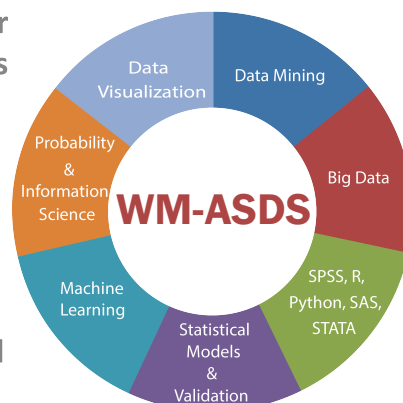 r
s
Data
Visualization
Data Mining
Probability
&
Information
Science
Big Data
WM-ASDS
SPSS, R,
Python, SAS,
STATA
Machine
Learning
Statistical
Models
&
Validation
l